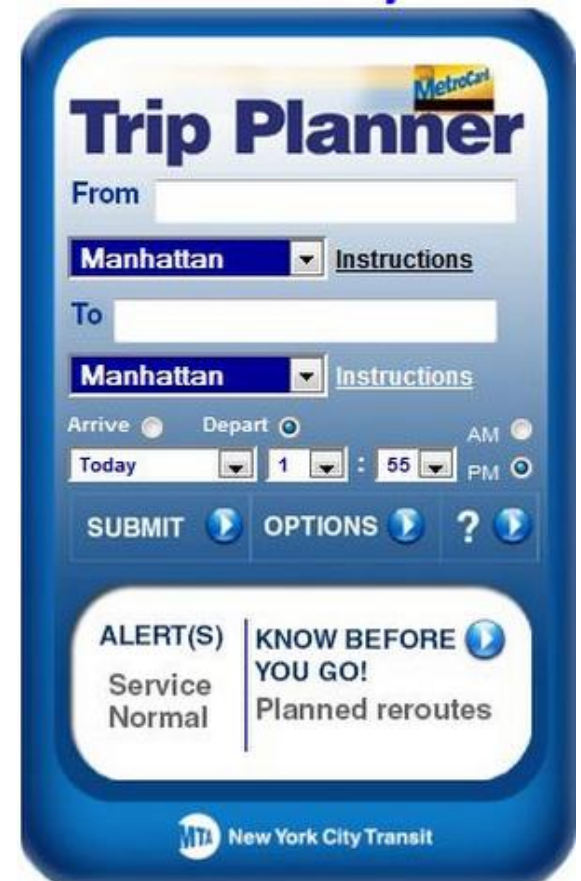 MetroCard
Trip Planner
From
Manhattan Instructions
To
Manhattan Instructions
Arrive Depart AM
Today 1 : 55 PM
SUBMIT OPTIONS ?
ALERT(S)
Service
Normal
KNOW BEFORE
YOU GO!
Planned reroutes
MTA New York City Transit